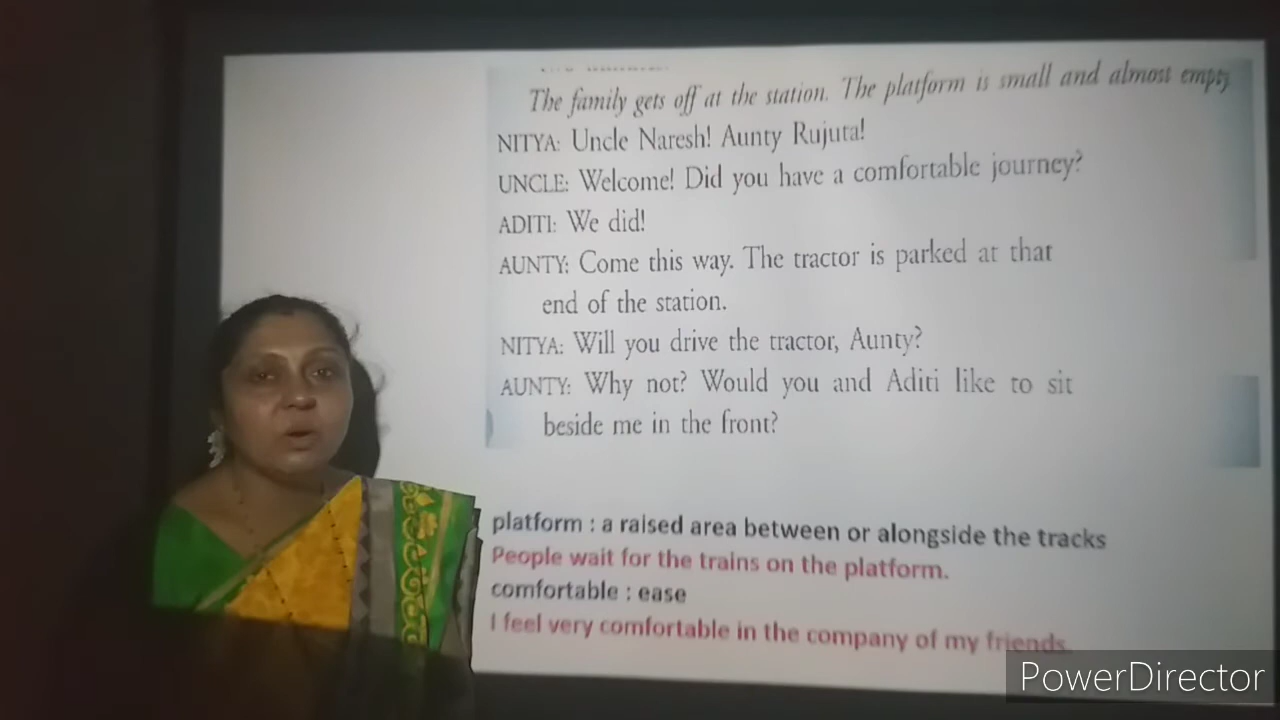 The family gets off at the station. The platform is small and almost empty
NITYA: Uncle Naresh! Aunty Rujuta!
UNCLE: Welcome! Did you have a comfortable journey?
ADITI: We did!
AUNTY: Come this way. The tractor is parked at that
end of the station.
NITYA: Will you drive the tractor, Aunty?
AUNTY: Why not? Would you and Aditi like to sit
beside me in the front?
platform : a raised area between or alongside the tracks
People wait for the trains on the platform.
comfortable : ease
I feel very comfortable in the company of my friends.
PowerDirector